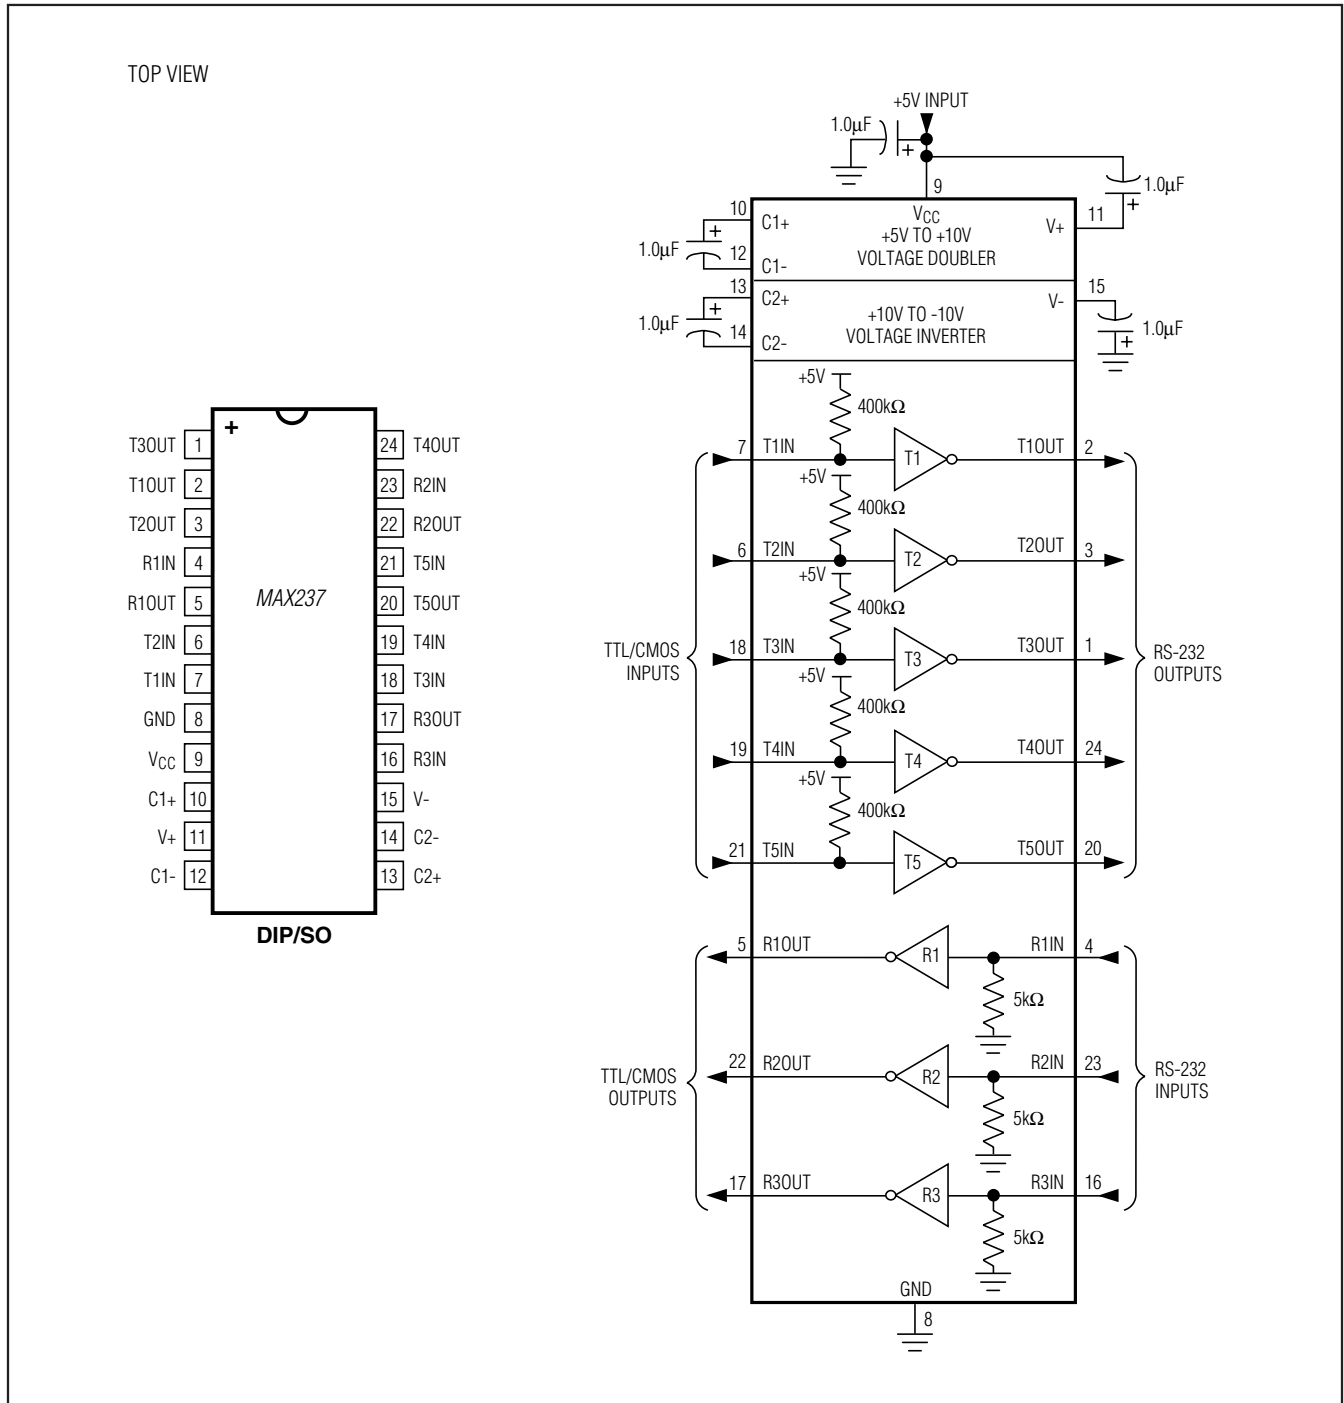 TOP VIEW
+
MAX237
T3OUT 1
T1OUT 2
T2OUT 3
R1IN 4
R1OUT 5
T2IN 6
T1IN 7
GND 8
VCC 9
C1+ 10
V+ 11
C1- 12
24 T4OUT
23 R2IN
22 R2OUT
21 T5IN
20 T5OUT
19 T4IN
18 T3IN
17 R3OUT
16 R3IN
15 V-
14 C2-
13 C2+
DIP/SO
+5V INPUT
1.0µF
+
9
1.0µF
+
10 C1+
1.0µF
+
12 C1-
VCC
+5V TO +10V
VOLTAGE DOUBLER
V+ 11
13 C2+
1.0µF
+
14 C2-
+10V TO -10V
VOLTAGE INVERTER
V- 15
1.0µF
+
+5V
400kΩ
7 T1IN T1 T1OUT 2
+5V
400kΩ
6 T2IN T2 T2OUT 3
+5V
400kΩ
18 T3IN T3 T3OUT 1
+5V
400kΩ
19 T4IN T4 T4OUT 24
+5V
400kΩ
21 T5IN T5 T5OUT 20
TTL/CMOS
INPUTS
RS-232
OUTPUTS
5 R1OUT R1 R1IN 4
5kΩ
22 R2OUT R2 R2IN 23
5kΩ
17 R3OUT R3 R3IN 16
5kΩ
TTL/CMOS
OUTPUTS
RS-232
INPUTS
GND
8